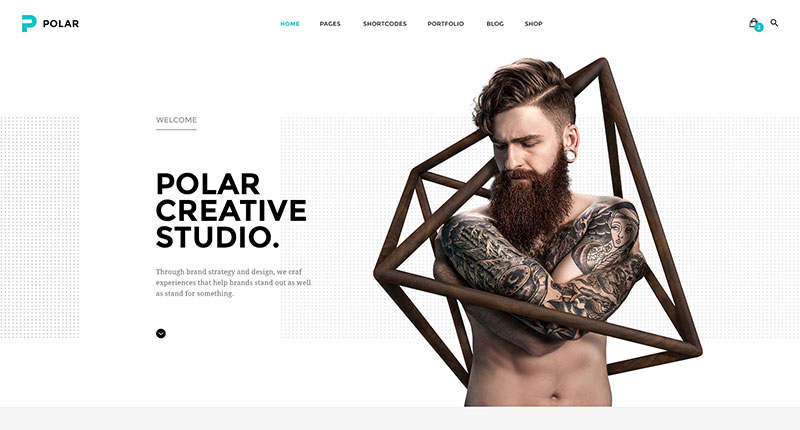 POLAR
HOME PAGES SHORTCODES PORTFOLIO BLOG SHOP
2
WELCOME
POLAR
CREATIVE
STUDIO.
Through brand strategy and design, we craf
experiences that help brands stand out as well
as stand for something.